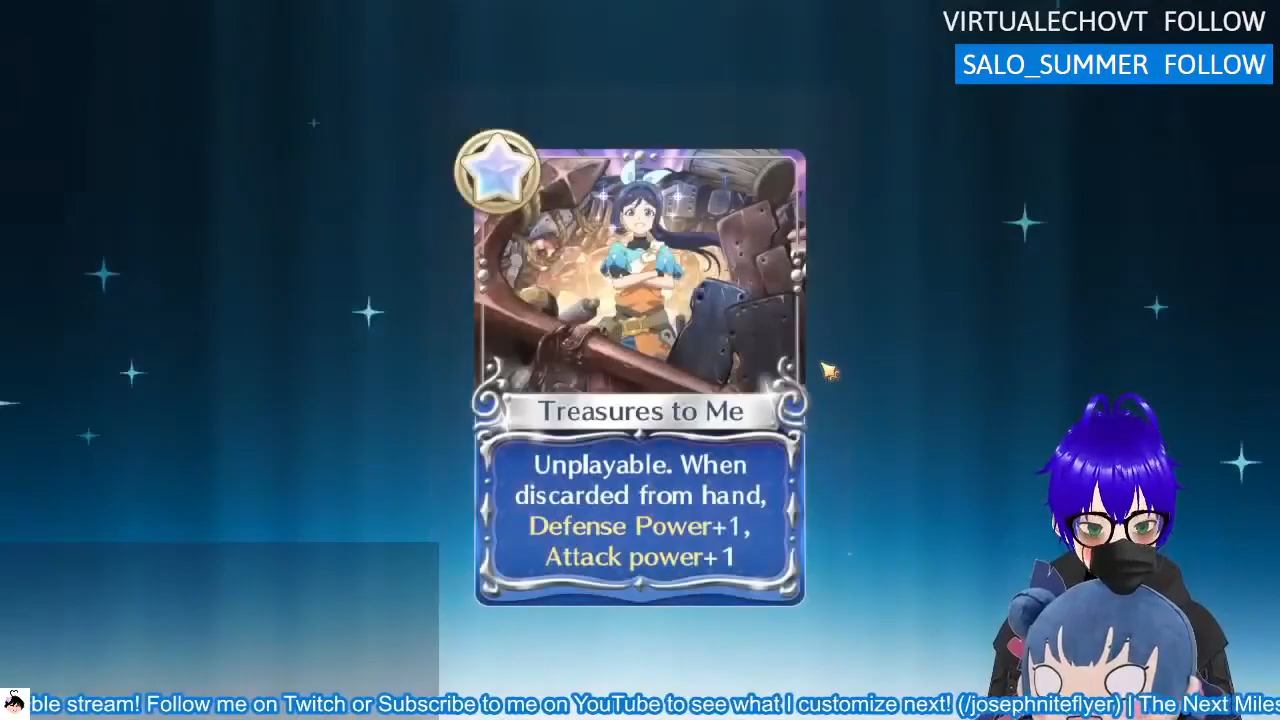 VIRTUALECHOVT FOLLOW
SALO_SUMMER FOLLOW
Treasures to Me
Unplayable. When
discarded from hand,
Defense Power+1,
Attack power+1
ble stream! Follow me on Twitch or Subscribe to me on YouTube to see what I customize next! (/josephniteflyer) | The Next Miles